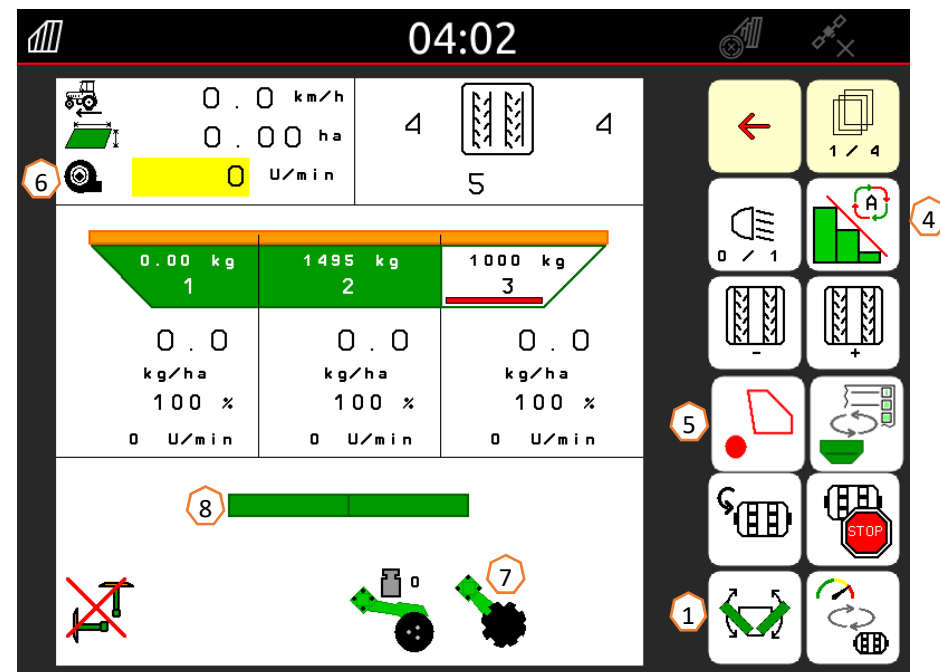 04:02
0.0 km/h
0.00 ha
0 U/min
4 4
5
6
1 / 4
0 / 1
A
4
0.00 kg 1495 kg 1000 kg
1 2 3
- +
0.0 0.0 0.0
kg/ha kg/ha kg/ha
100 % 100 % 100 %
0 U/min 0 U/min 0 U/min
5
8
STOP
0
7
1